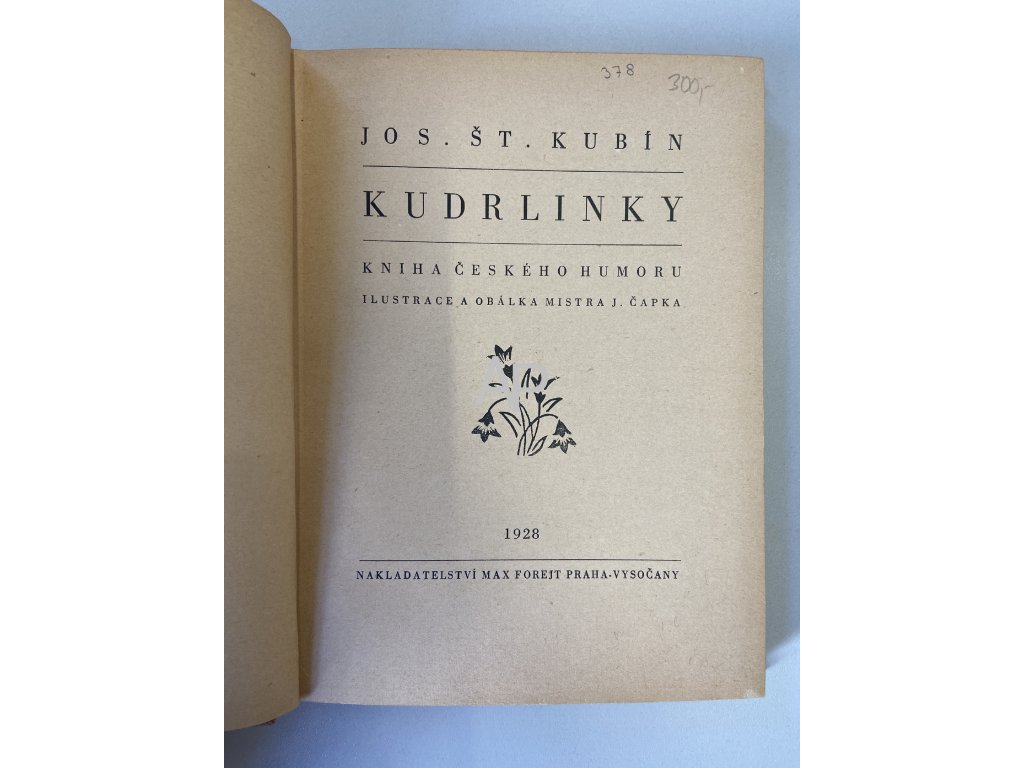 378
300,-
JOS. ŠT. KUBÍN
KUDRLINKY
KNIHA ČESKÉHO HUMORU
ILUSTRACE A OBÁLKA MISTRA J. ČAPKA
1928
NAKLADATELSTVÍ MAX FOREJT PRAHA-VYSOČANY